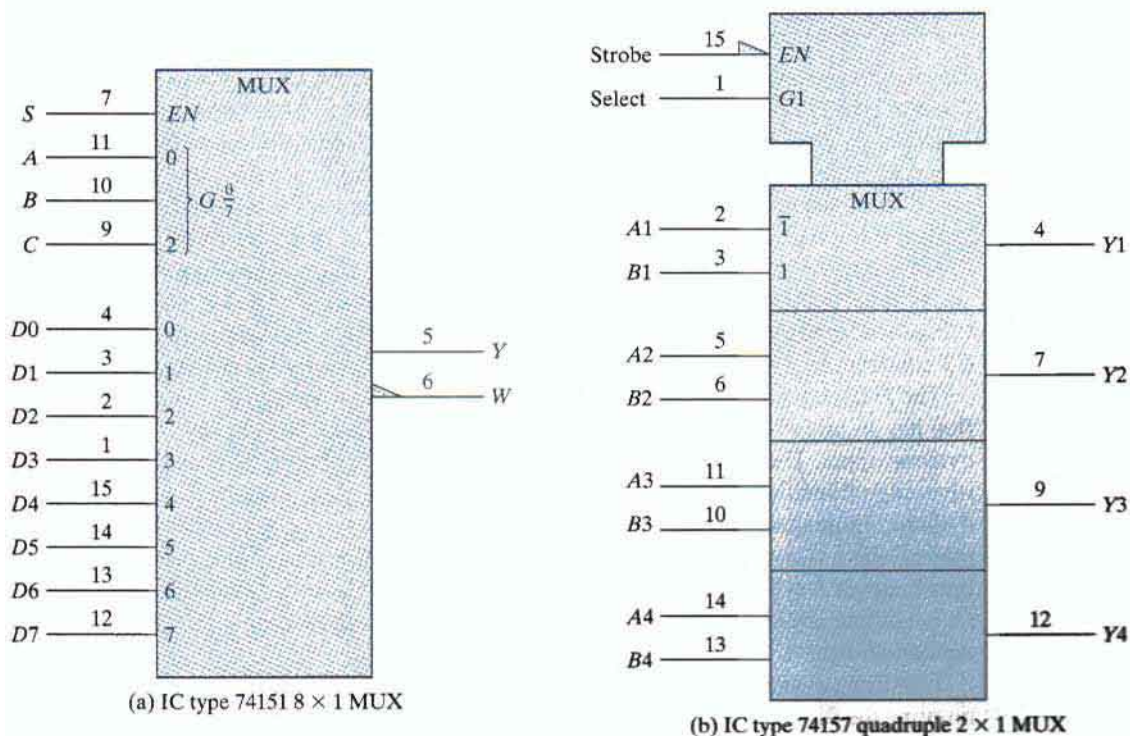 MUX
S 7 EN
A 11 0
B 10 G 0/7
C 9 2
D0 4 0
D1 3 1
D2 2 2
D3 1 3
D4 15 4
D5 14 5
D6 13 6
D7 12 7
5 Y
6 W
(a) IC type 74151 8 × 1 MUX
Strobe 15 EN
Select 1 G1
MUX
A1 2 1̅
B1 3 1
4 Y1
A2 5
B2 6
7 Y2
A3 11
B3 10
9 Y3
A4 14
B4 13
12 Y4
(b) IC type 74157 quadruple 2 × 1 MUX